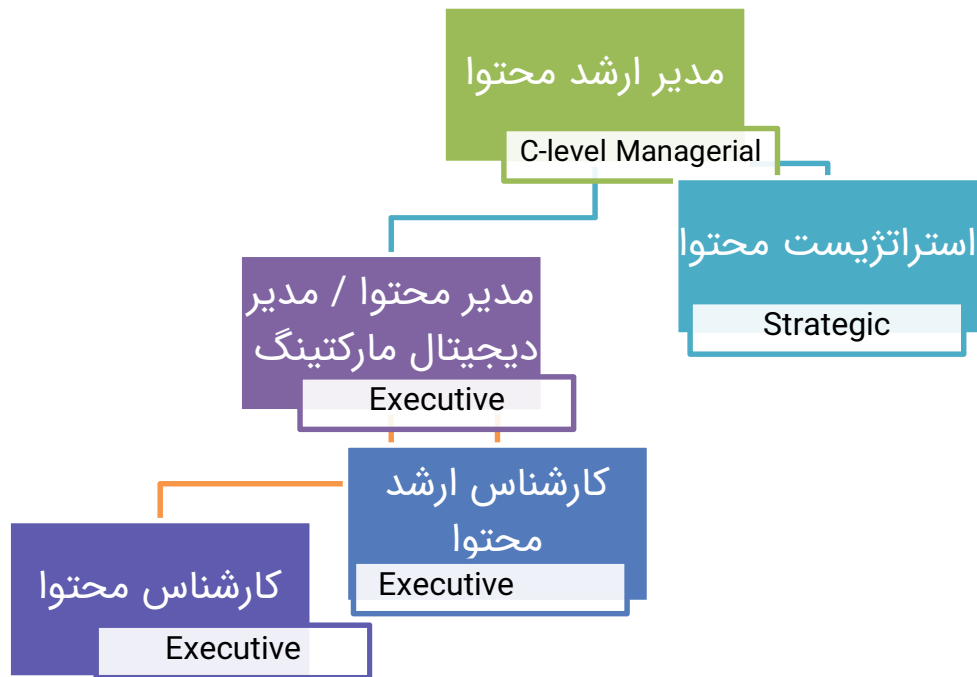 مدیر ارشد محتوا
C-level Managerial
استراتژیست محتوا
Strategic
مدیر محتوا / مدیر
دیجیتال مارکتینگ
Executive
کارشناس ارشد
محتوا
Executive
کارشناس محتوا
Executive